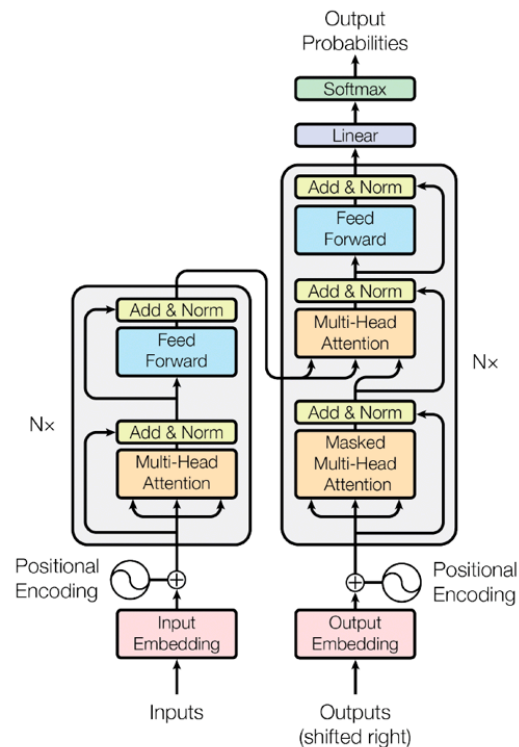 Output
Probabilities
Softmax
Linear
Add & Norm
Feed
Forward
Add & Norm
Multi-Head
Attention
Add & Norm
Masked
Multi-Head
Attention
Nx
Positional
Encoding
Output
Embedding
Outputs
(shifted right)
Add & Norm
Feed
Forward
Add & Norm
Multi-Head
Attention
Nx
Positional
Encoding
Input
Embedding
Inputs